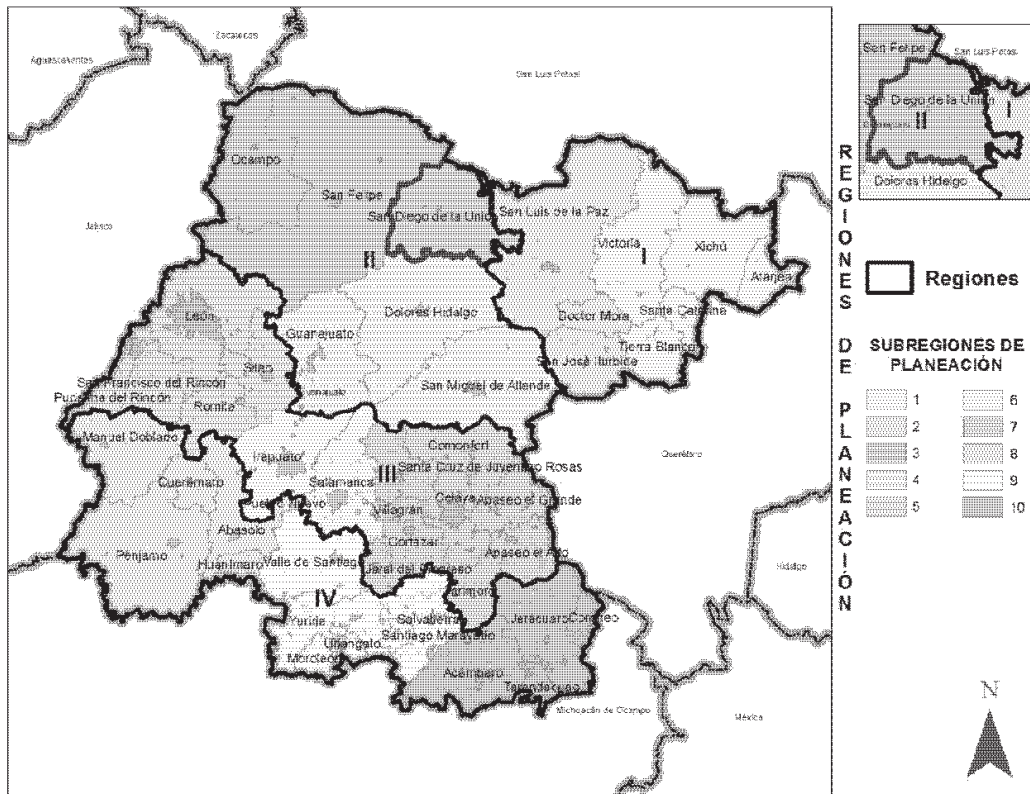 Zacatecas
Aguascalientes
San Luis Potosí
Jalisco
Ocampo
San Felipe
San Diego de la Unión
II
San Luis de la Paz
Victoria
I
Xichú
Atarjea
Santa Catarina
Doctor Mora
Tierra Blanca
San José Iturbide
Dolores Hidalgo
Guanajuato
San Miguel de Allende
León
Silao
San Francisco del Rincón
Purísima del Rincón
Romita
Manuel Doblado
Cuerámaro
Irapuato
Salamanca
Pueblo Nuevo
Abasolo
Pénjamo
Huanímaro
Valle de Santiago
III
Comonfort
Santa Cruz de Juventino Rosas
Celaya
Apaseo el Grande
Villagrán
Cortazar
Apaseo el Alto
Jaral del Progreso
Tarimoro
IV
Yuriria
Salvatierra
Santiago Maravatío
Uriangato
Moroleón
Jerécuaro
Coroneo
Acámbaro
Tarandacuao
Querétaro
Hidalgo
México
Michoacán de Ocampo
REGIONES DE PLANEACIÓN
San Felipe
San Luis Potosí
San Diego de la Unión
I
II
Dolores Hidalgo
Regiones
SUBREGIONES DE
PLANEACIÓN
1
2
3
4
5
6
7
8
9
10
N